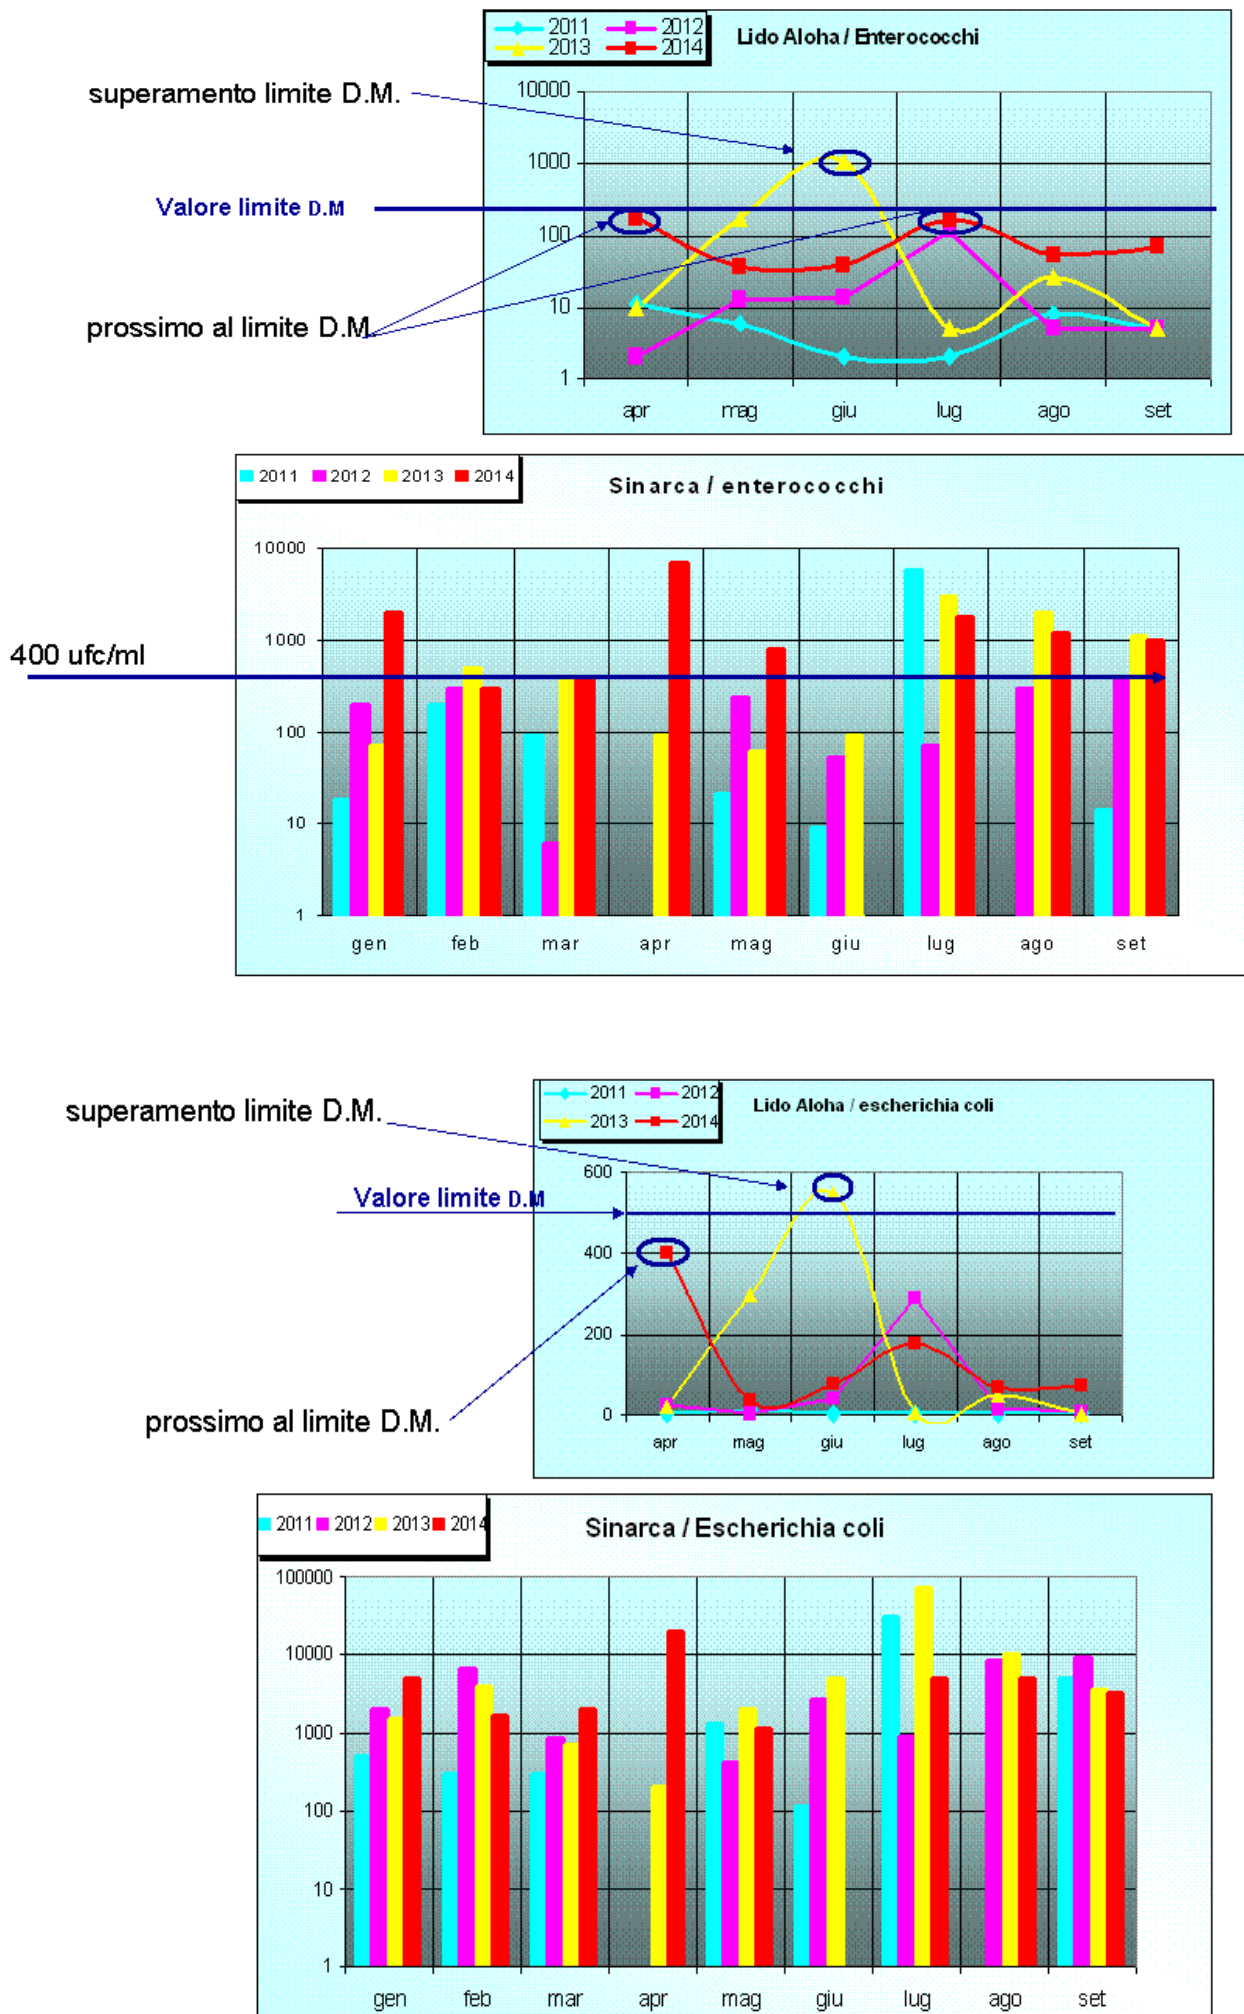 2011 2012
2013 2014
Lido Aloha / Enterococchi
superamento limite D.M.
Valore limite D.M
prossimo al limite D.M.
10000
1000
100
10
1
apr mag giu lug ago set
2011 2012 2013 2014
Sinarca / enterococchi
400 ufc/ml
10000
1000
100
10
1
gen feb mar apr mag giu lug ago set
2011 2012
2013 2014
Lido Aloha / escherichia coli
superamento limite D.M.
Valore limite D.M
prossimo al limite D.M.
600
400
200
0
apr mag giu lug ago set
2011 2012 2013 2014
Sinarca / Escherichia coli
100000
10000
1000
100
10
1
gen feb mar apr mag giu lug ago set